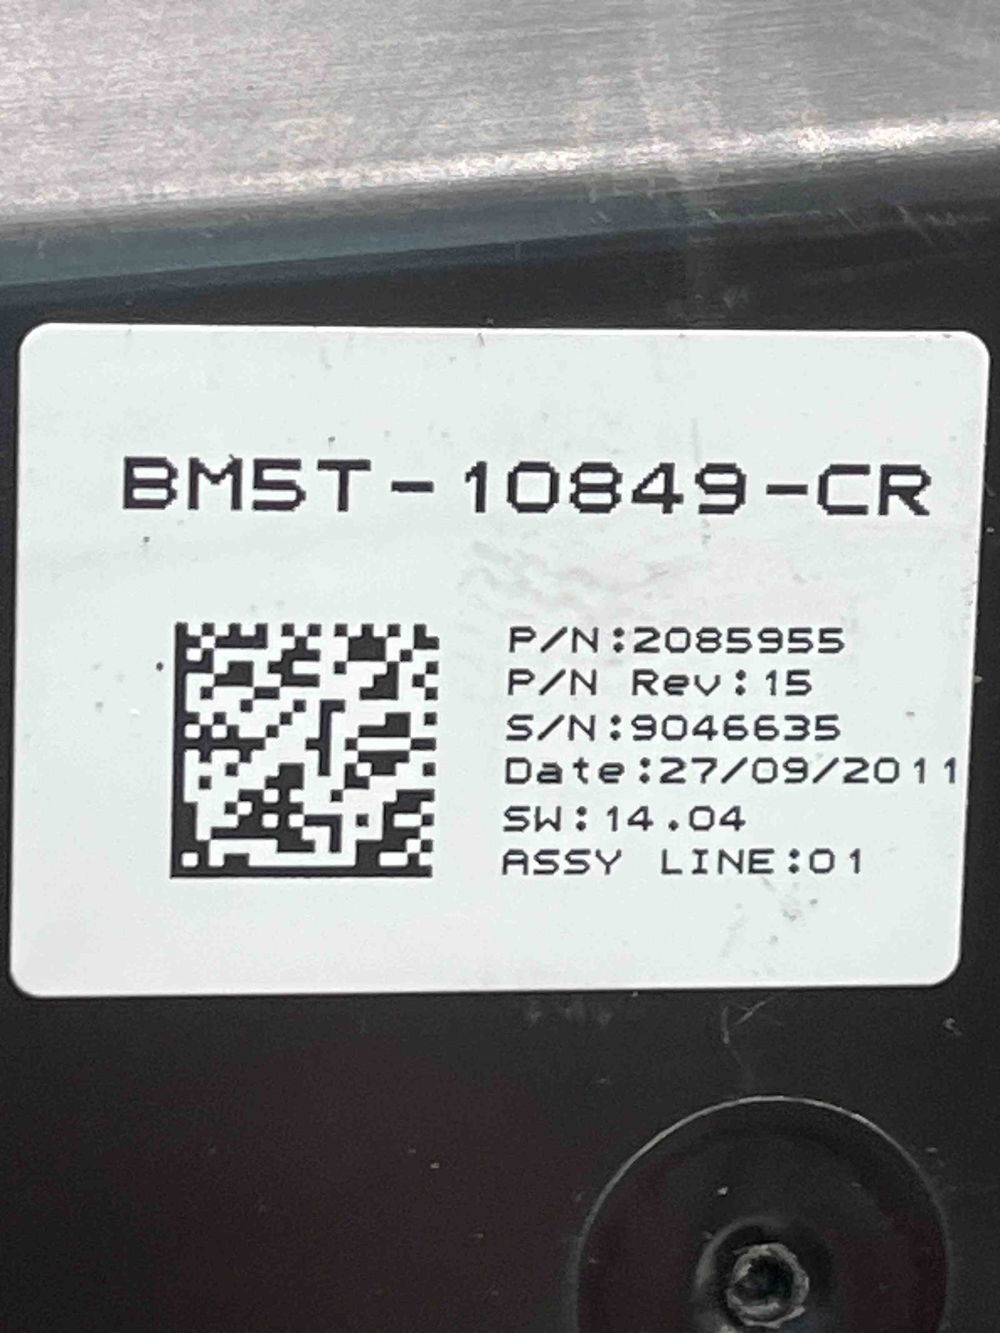 BM5T-10849-CR
P/N:2085955
P/N Rev:15
S/N:9046635
Date:27/09/2011
SW:14.04
ASSY LINE:01